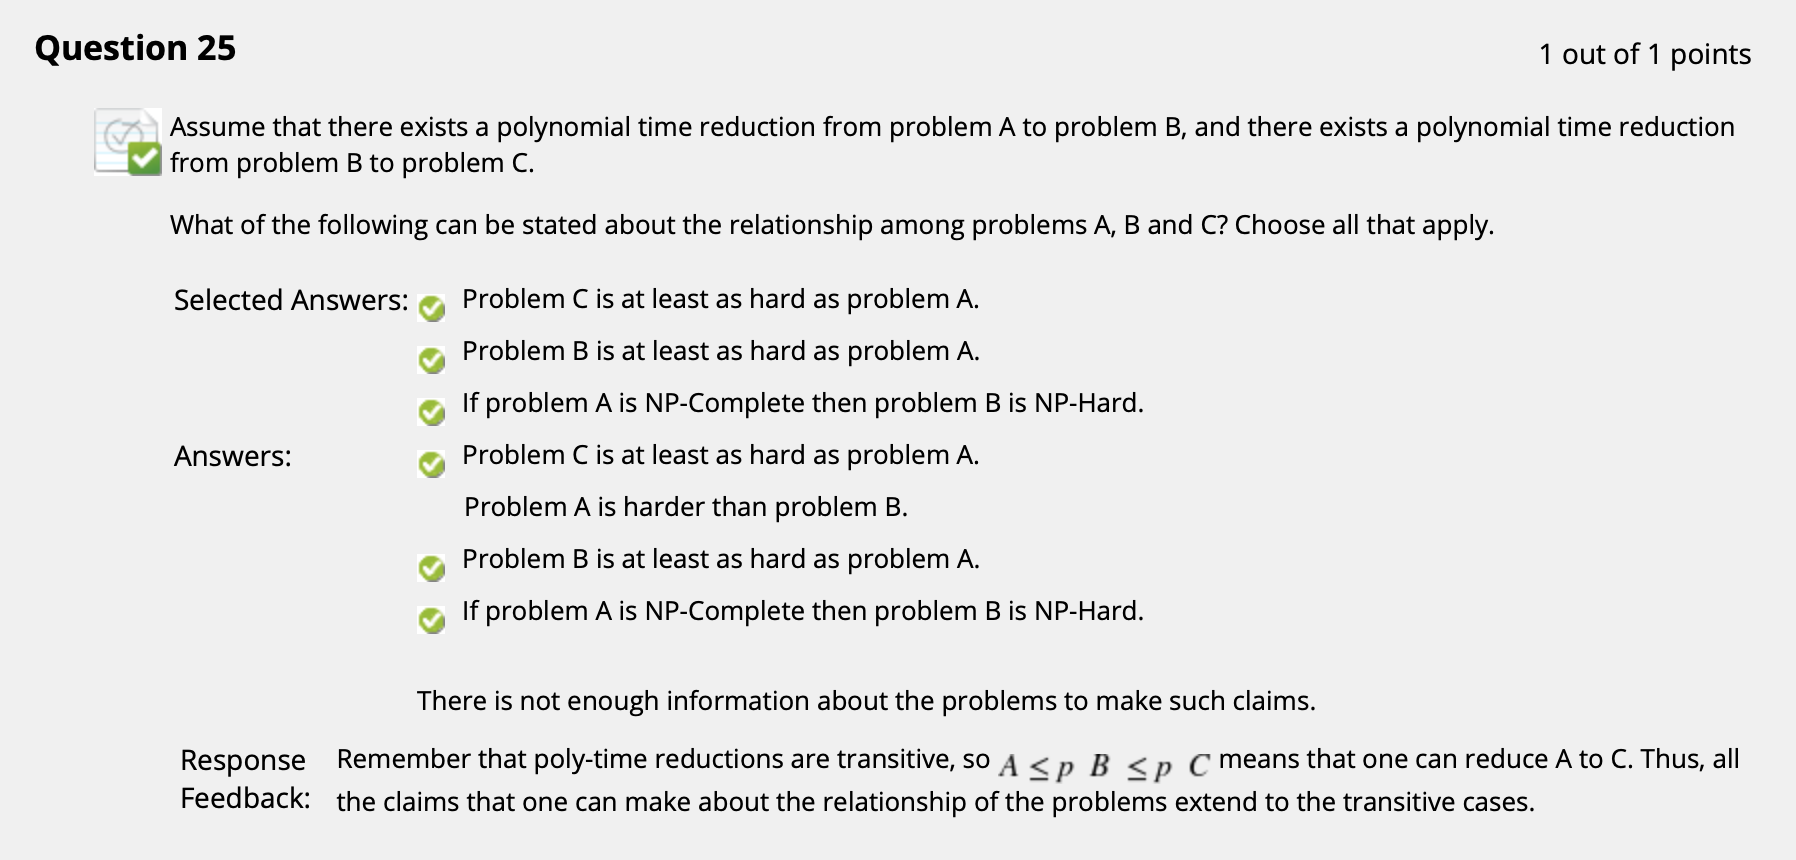 Question 25
1 out of 1 points
Assume that there exists a polynomial time reduction from problem A to problem B, and there exists a polynomial time reduction
from problem B to problem C.
What of the following can be stated about the relationship among problems A, B and C? Choose all that apply.
Selected Answers: Problem C is at least as hard as problem A.
Problem B is at least as hard as problem A.
If problem A is NP-Complete then problem B is NP-Hard.
Answers: Problem C is at least as hard as problem A.
Problem A is harder than problem B.
Problem B is at least as hard as problem A.
If problem A is NP-Complete then problem B is NP-Hard.
There is not enough information about the problems to make such claims.
Response Remember that poly-time reductions are transitive, so A ≤p B ≤p C means that one can reduce A to C. Thus, all
Feedback: the claims that one can make about the relationship of the problems extend to the transitive cases.